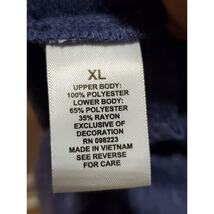 XL
UPPER BODY:
100% POLYESTER
LOWER BODY:
65% POLYESTER
35% RAYON
EXCLUSIVE OF
DECORATION
RN 098223
MADE IN VIETNAM
SEE REVERSE
FOR CARE